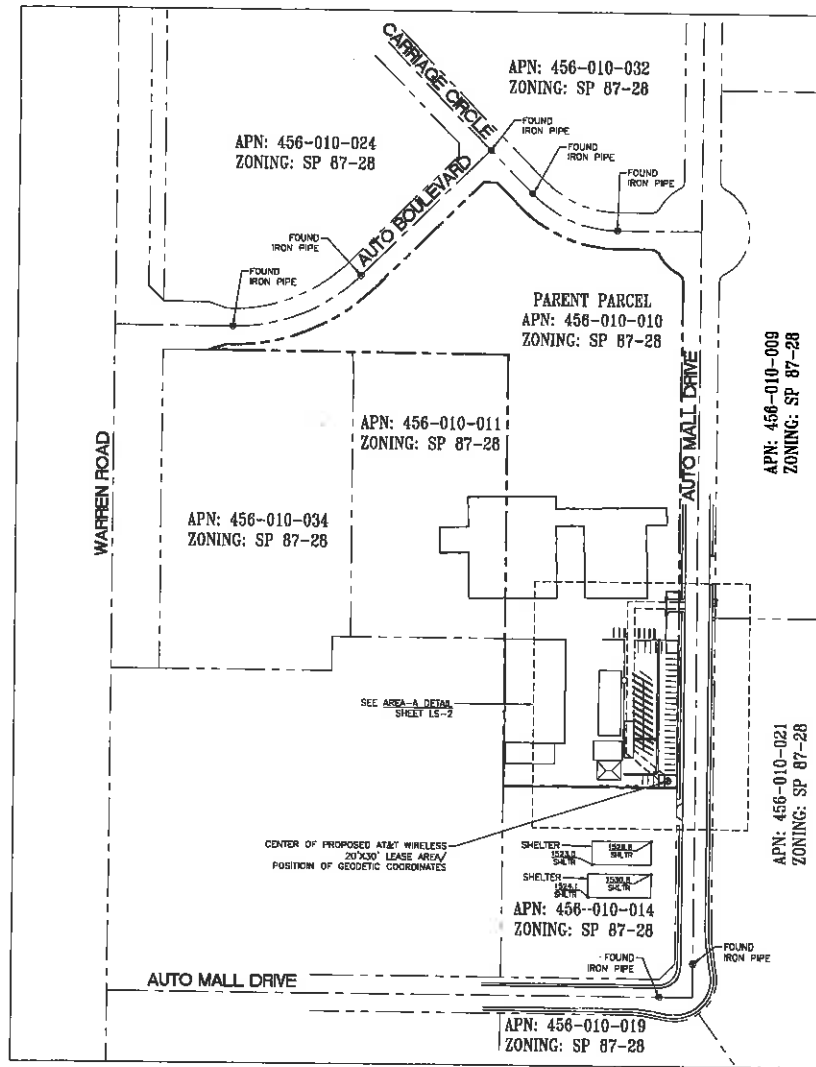 CARRIAGE CIRCLE
APN: 456-010-032
ZONING: SP 87-28
FOUND
IRON PIPE
FOUND
IRON PIPE
FOUND
IRON PIPE
APN: 456-010-024
ZONING: SP 87-28
AUTO BOULEVARD
FOUND
IRON PIPE
FOUND
IRON PIPE
PARENT PARCEL
APN: 456-010-010
ZONING: SP 87-28
AUTO MALL DRIVE
APN: 456-010-009
ZONING: SP 87-28
APN: 456-010-011
ZONING: SP 87-28
WARREN ROAD
APN: 456-010-034
ZONING: SP 87-28
SEE AREA-A DETAIL
SHEET LS-2
APN: 456-010-021
ZONING: SP 87-28
CENTER OF PROPOSED AT&T WIRELESS
20'X30' LEASE AREA/
POSITION OF GEODETIC COORDINATES
SHELTER
SHLTR
SHLTR
SHELTER
SHLTR
SHLTR
APN: 456-010-014
ZONING: SP 87-28
FOUND
IRON PIPE
FOUND
IRON PIPE
AUTO MALL DRIVE
APN: 456-010-019
ZONING: SP 87-28